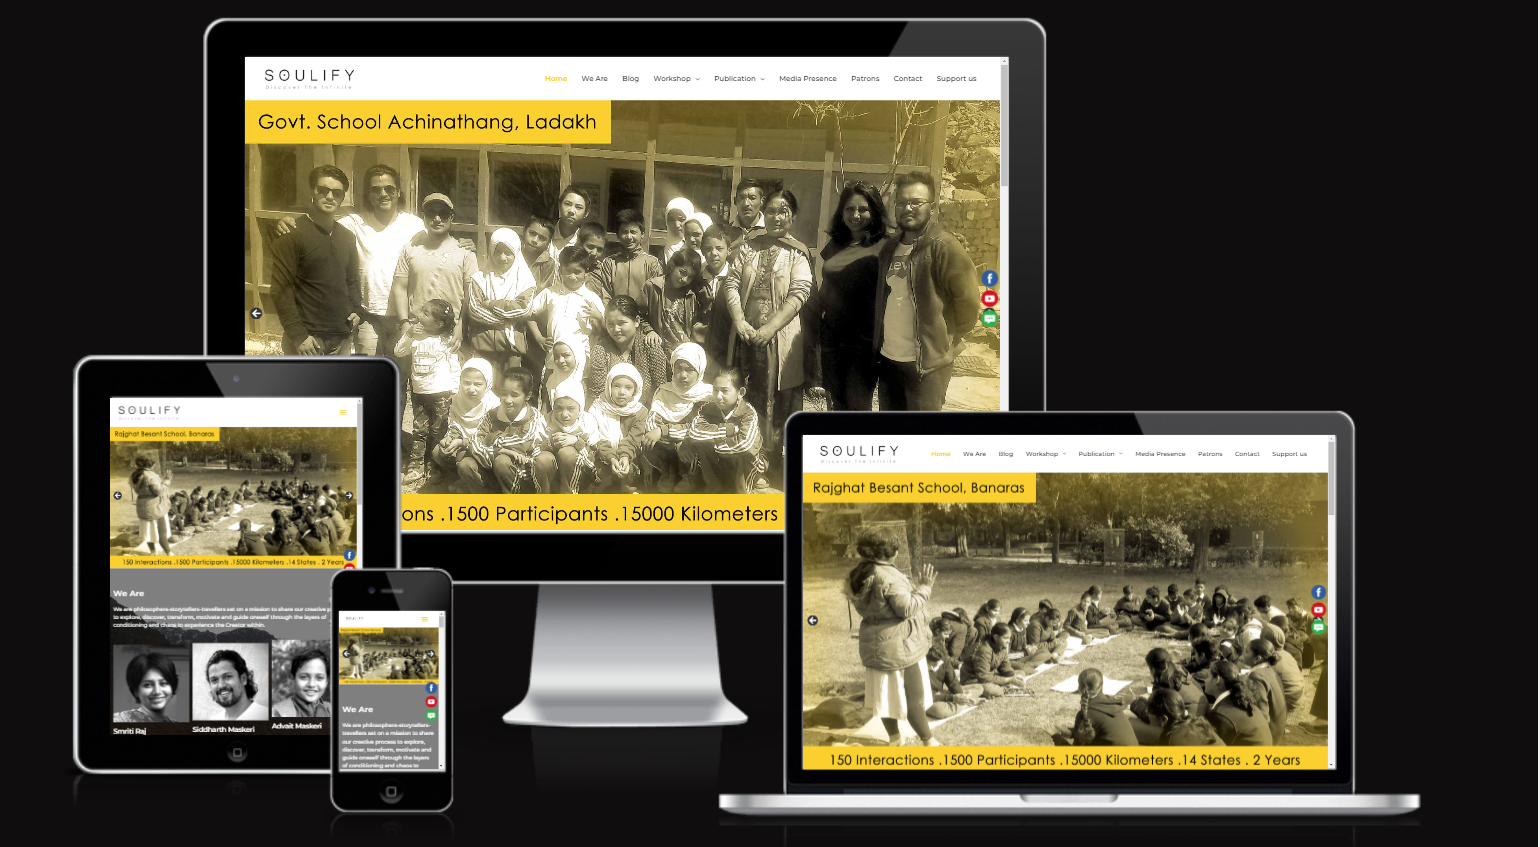 SOULIFY
Discover The Infinite
Home We Are Blog Workshop Publication Media Presence Patrons Contact Support us
Govt. School Achinathang, Ladakh
ons .1500 Participants .15000 Kilometers
SOULIFY
Rajghat Besant School, Banaras
150 Interactions .1500 Participants .15000 Kilometers .14 States . 2 Years
We Are
We are philosophers-storytellers-travellers set on a mission to share our creative
to explore, discover, transform, motivate and guide oneself through the layers of
conditioning and chaos to experience the Creator within.
Smriti Raj
Siddharth Maskeri
Advait Maskeri
SOULIFY
We Are
We are philosophers-storytellers-
travellers set on a mission to share
our creative process to explore,
discover, transform, motivate and
guide oneself through the layers
of conditioning and chaos to
SOULIFY
Discover The Infinite
Home We Are Blog Workshop Publication Media Presence Patrons Contact Support us
Rajghat Besant School, Banaras
150 Interactions .1500 Participants .15000 Kilometers .14 States . 2 Years